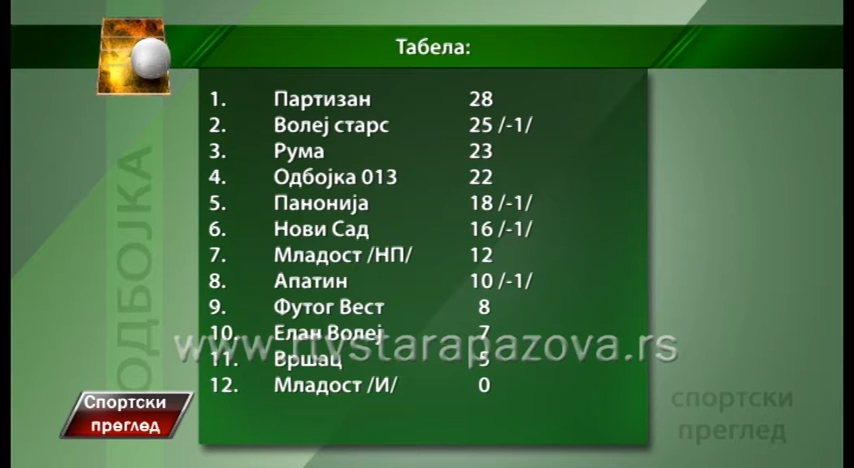 Табела:
1. Партизан 28
2. Волеј старс 25 /-1/
3. Рума 23
4. Одбојка 013 22
5. Панонија 18 /-1/
6. Нови Сад 16 /-1/
7. Младост /НП/ 12
8. Апатин 10 /-1/
9. Футог Вест 8
10. Елан Волеј 7
11. Вршац 5
12. Младост /И/ 0
www.rtvstarapazova.rs
ОДБОЈКА
Спортски
преглед
спортски
преглед